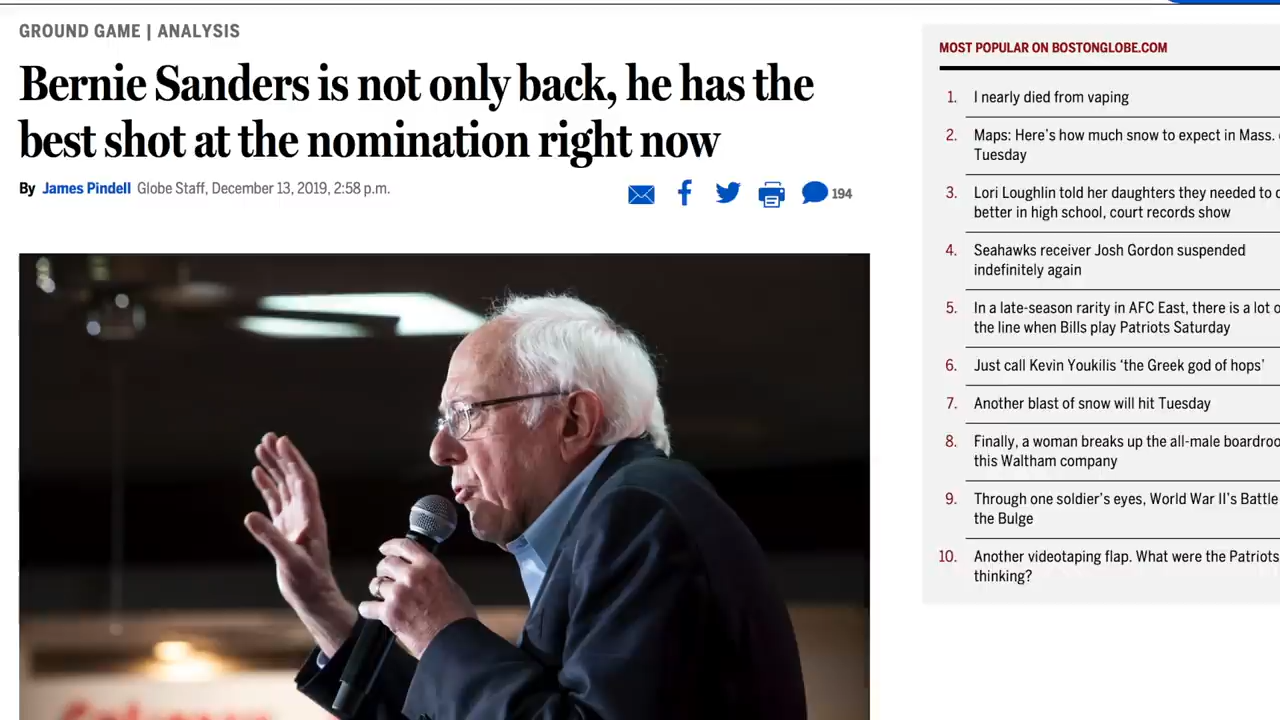 GROUND GAME | ANALYSIS
Bernie Sanders is not only back, he has the
best shot at the nomination right now
By James Pindell Globe Staff, December 13, 2019, 2:58 p.m.
194
MOST POPULAR ON BOSTONGLOBE.COM
1. I nearly died from vaping
2. Maps: Here's how much snow to expect in Mass.
Tuesday
3. Lori Loughlin told her daughters they needed to
better in high school, court records show
4. Seahawks receiver Josh Gordon suspended
indefinitely again
5. In a late-season rarity in AFC East, there is a lot
the line when Bills play Patriots Saturday
6. Just call Kevin Youkilis ‘the Greek god of hops’
7. Another blast of snow will hit Tuesday
8. Finally, a woman breaks up the all-male
this Waltham company
9. Through one soldier's eyes, World War II's Battle
the Bulge
10. Another videotaping flap. What were the Patriots
thinking?